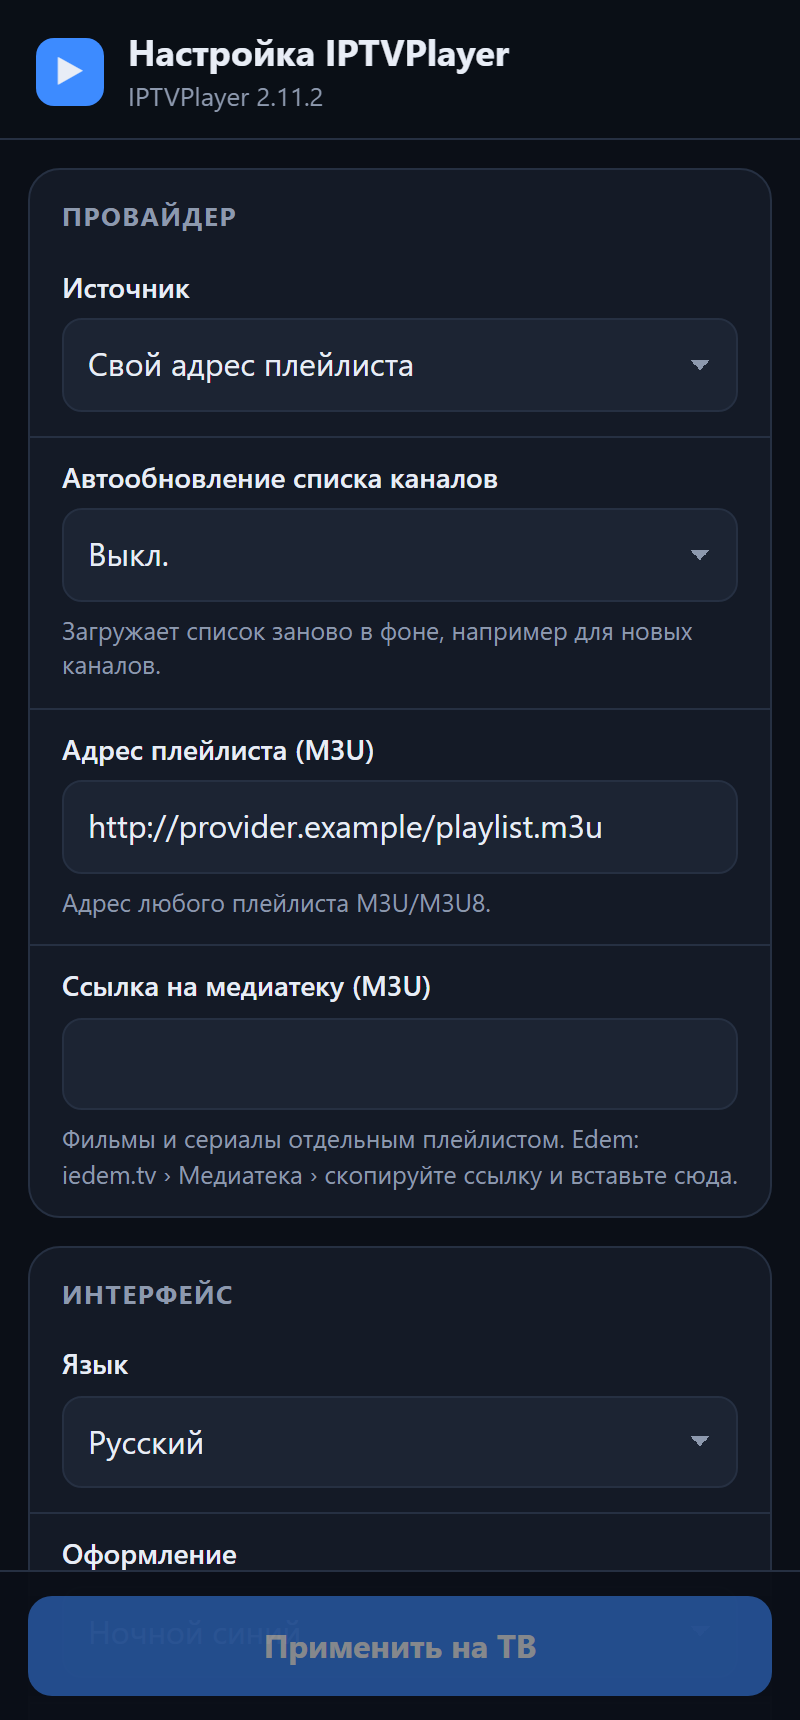 Настройка IPTVPlayer
IPTVPlayer 2.11.2
ПРОВАЙДЕР
Источник
Свой адрес плейлиста
Автообновление списка каналов
Выкл.
Загружает список заново в фоне, например для новых
каналов.
Адрес плейлиста (M3U)
http://provider.example/playlist.m3u
Адрес любого плейлиста M3U/M3U8.
Ссылка на медиатеку (M3U)
Фильмы и сериалы отдельным плейлистом. Edem:
iedem.tv › Медиатека › скопируйте ссылку и вставьте сюда.
ИНТЕРФЕЙС
Язык
Русский
Оформление
Ночной синий
Применить на ТВ